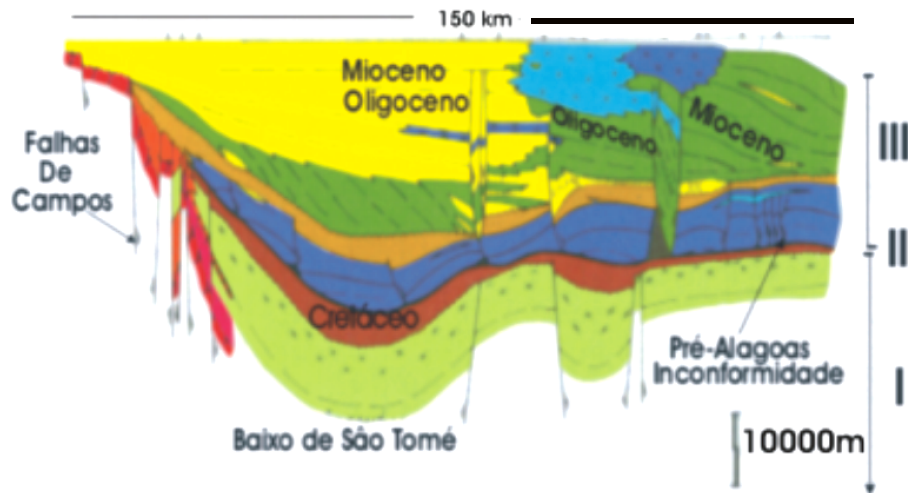 150 km
Mioceno
Oligoceno
Oligoceno
Mioceno
Falhas
De
Campos
III
II
Cretáceo
Pré-Alagoas
Inconformidade
I
Baixo de Sâo Tomé
10000m